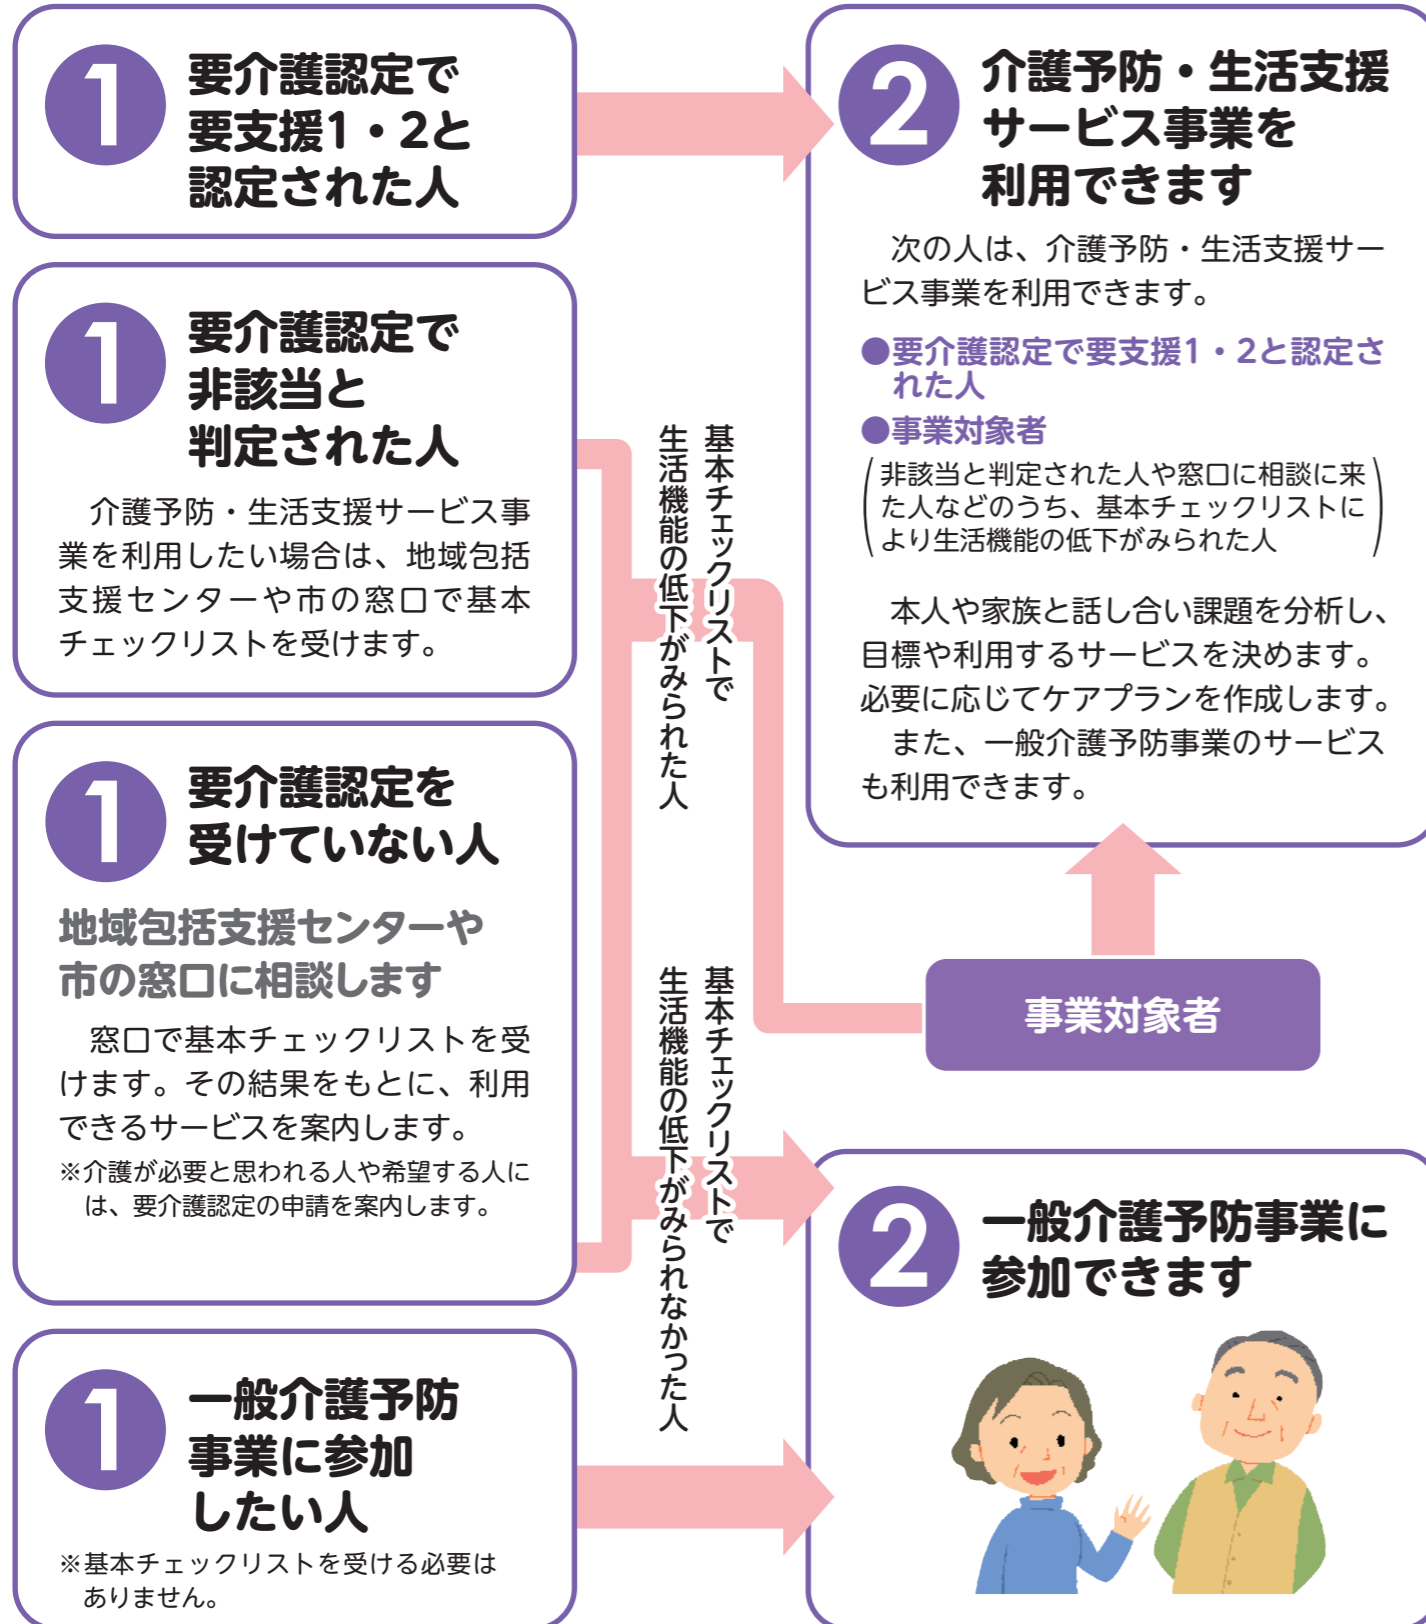 1
要介護認定で
要支援1・2と
認定された人
1
要介護認定で
非該当と
判定された人
介護予防・生活支援サービス事
業を利用したい場合は、地域包括
支援センターや市の窓口で基本
チェックリストを受けます。
1
要介護認定を
受けていない人
地域包括支援センターや
市の窓口に相談します
窓口で基本チェックリストを受
けます。その結果をもとに、利用
できるサービスを案内します。
※介護が必要と思われる人や希望する人に
は、要介護認定の申請を案内します。
1
一般介護予防
事業に参加
したい人
※基本チェックリストを受ける必要は
ありません。
基本チェックリストで
生活機能の低下がみられた人
基本チェックリストで
生活機能の低下がみられなかった人
2
介護予防・生活支援
サービス事業を
利用できます
次の人は、介護予防・生活支援サー
ビス事業を利用できます。
●要介護認定で要支援1・2と認定さ
れた人
●事業対象者
(非該当と判定された人や窓口に相談に来
た人などのうち、基本チェックリストに
より生活機能の低下がみられた人)
本人や家族と話し合い課題を分析し、
目標や利用するサービスを決めます。
必要に応じてケアプランを作成します。
また、一般介護予防事業のサービス
も利用できます。
事業対象者
2
一般介護予防事業に
参加できます